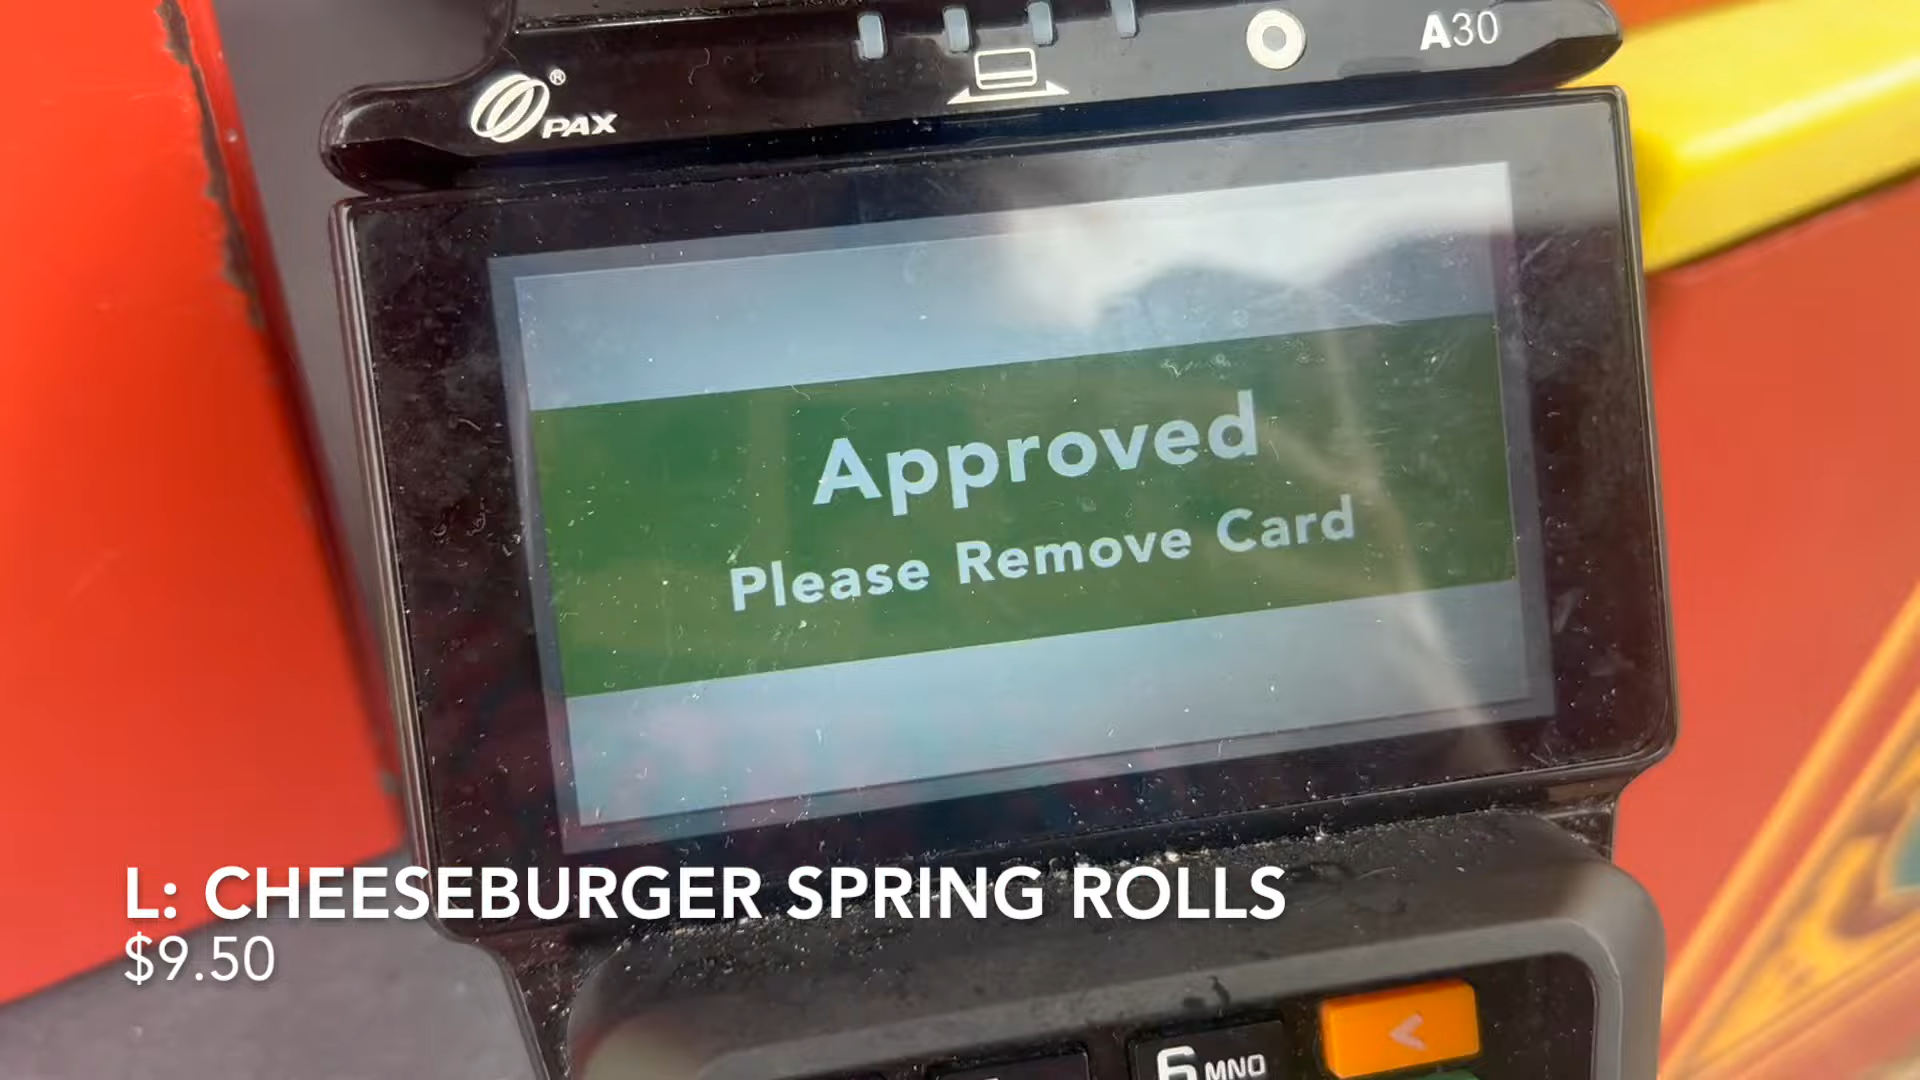 A30
® PAX
Approved
Please Remove Card
L: CHEESEBURGER SPRING ROLLS
$9.50
<
6 MNO